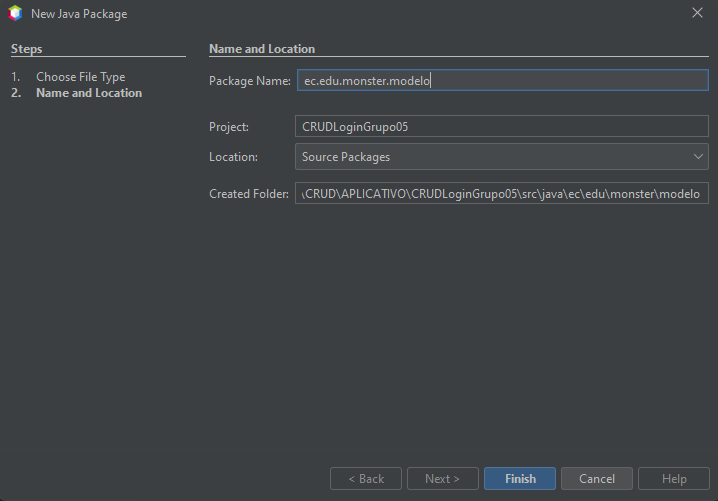 New Java Package
Steps
1. Choose File Type
2. Name and Location
Name and Location
Package Name: ec.edu.monster.modelo
Project: CRUDLoginGrupo05
Location: Source Packages
Created Folder: \CRUD\APLICATIVO\CRUDLoginGrupo05\src\java\ec\edu\monster\modelo
< Back Next > Finish Cancel Help